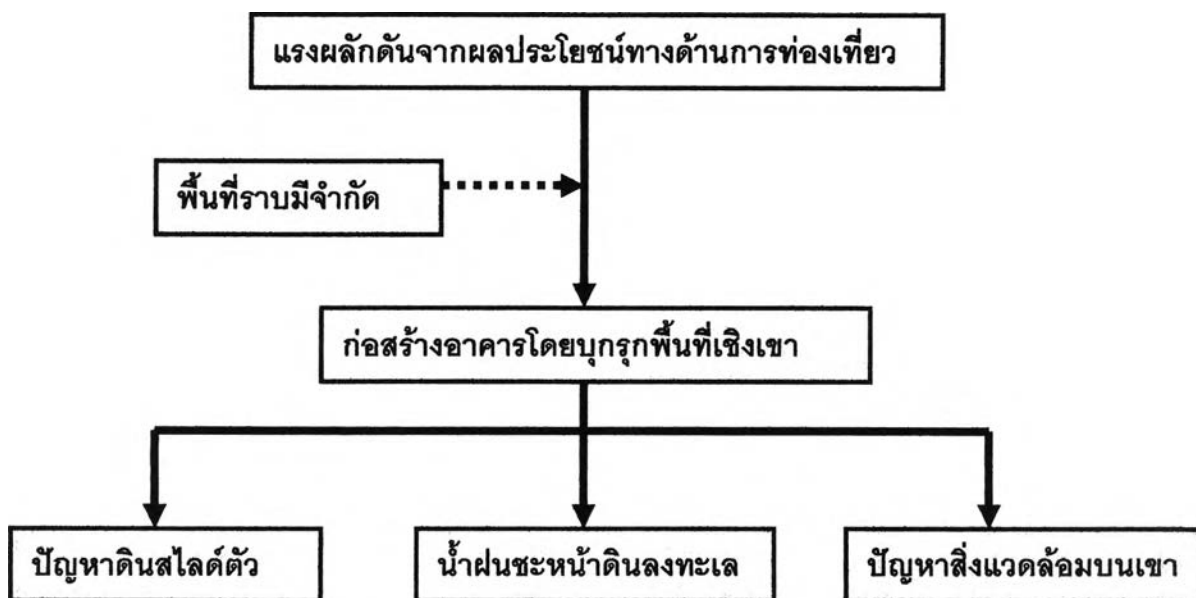 แรงผลักดันจากผลประโยชน์ทางด้านการท่องเที่ยว
พื้นที่ราบมีจำกัด
ก่อสร้างอาคารโดยบุกรุกพื้นที่เชิงเขา
ปัญหาดินสไลด์ตัว
น้ำฝนชะหน้าดินลงทะเล
ปัญหาสิ่งแวดล้อมบนเขา